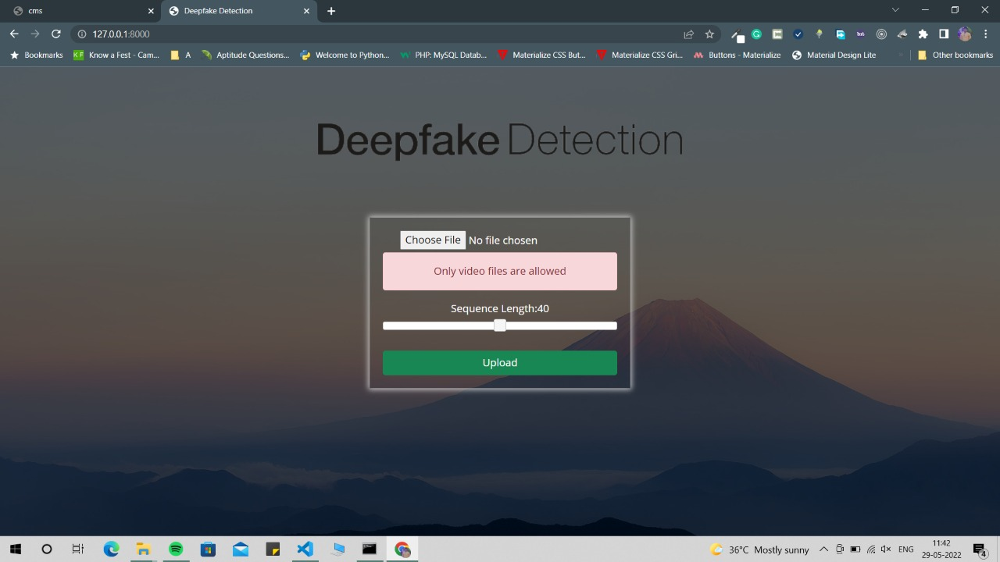 cms
Deepfake Detection
127.0.0.1:8000
Bookmarks
Know a Fest - Cam...
A
Aptitude Questions...
Welcome to Python...
PHP: MySQL Datab...
Materialize CSS But...
Materialize CSS Gri...
Buttons - Materialize
Material Design Lite
Other bookmarks
Deepfake Detection
Choose File No file chosen
Only video files are allowed
Sequence Length:40
Upload
36°C Mostly sunny
ENG
11:42
29-05-2022
4